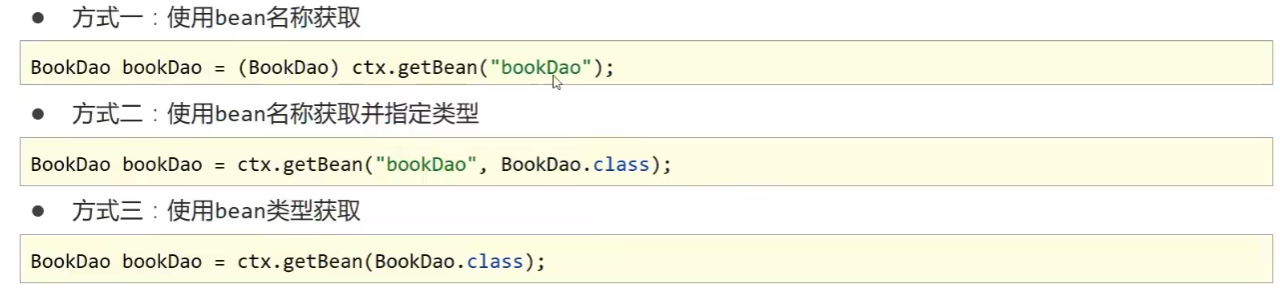 ● 方式一：使用bean名称获取
BookDao bookDao = (BookDao) ctx.getBean("bookDao");
● 方式二：使用bean名称获取并指定类型
BookDao bookDao = ctx.getBean("bookDao", BookDao.class);
● 方式三：使用bean类型获取
BookDao bookDao = ctx.getBean(BookDao.class);